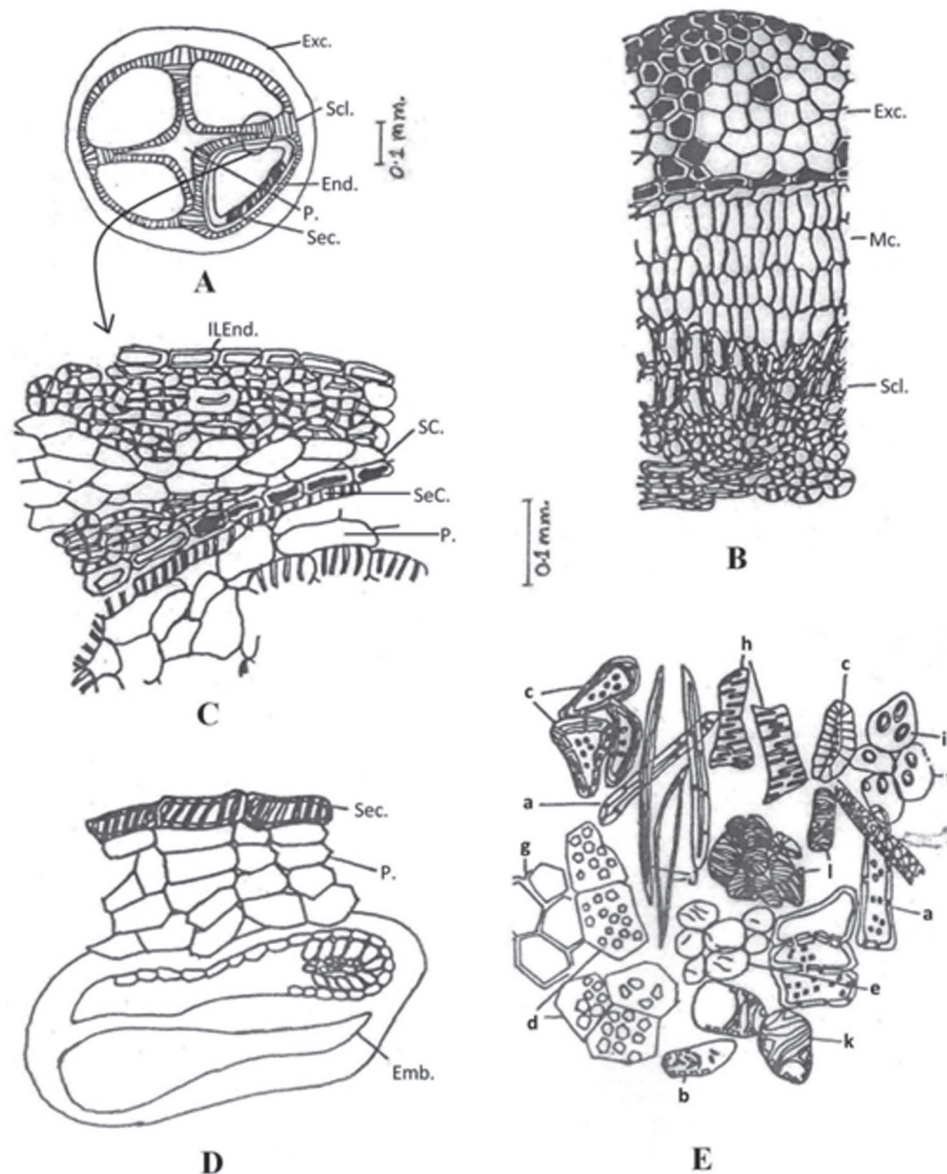 Exc.
Scl.
0.1 mm.
End.
P.
Sec.
A
Exc.
Mc.
Scl.
B
ILEnd.
SC.
SeC.
P.
0.1 mm.
C
h
c
c
i
a
g
l
a
d
e
k
b
E
Sec.
P.
Emb.
D